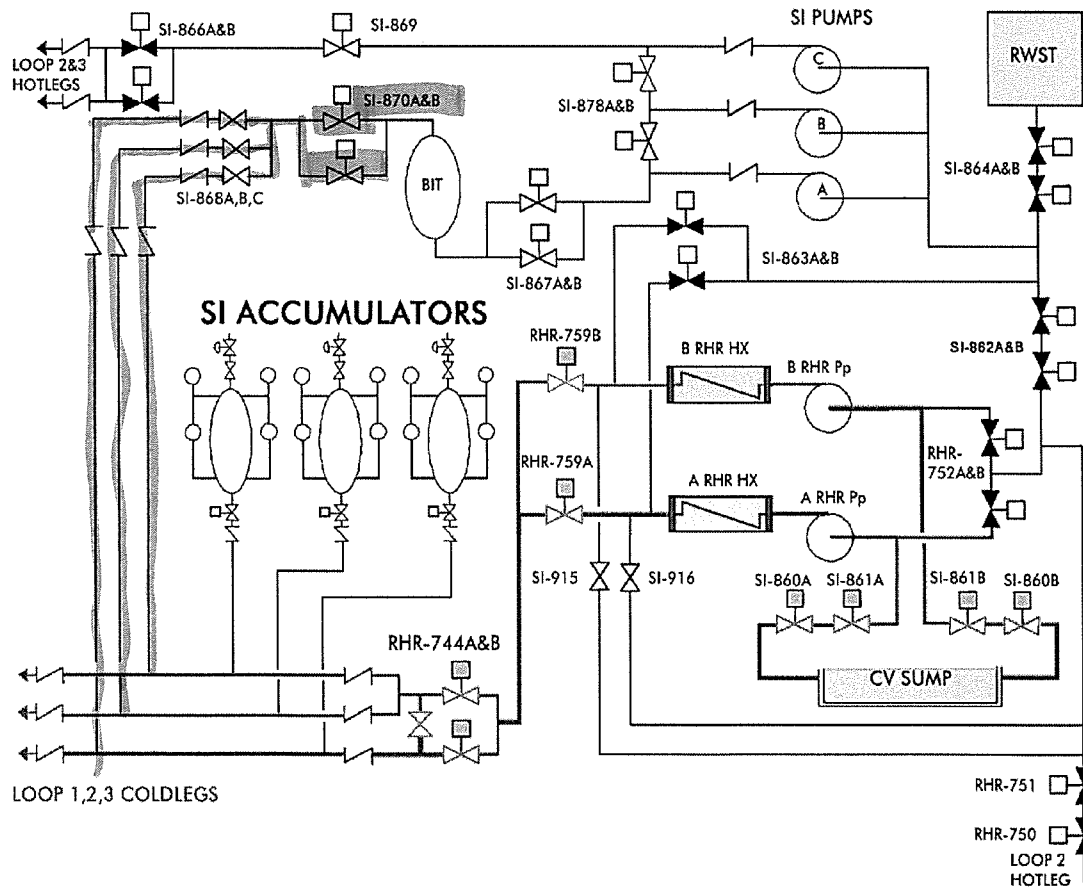 SI-866A&B
SI-869
SI PUMPS
RWST
LOOP 2&3
HOTLEGS
C
SI-870A&B
SI-878A&B
B
SI-864A&B
BIT
A
SI-868A,B,C
SI-867A&B
SI-863A&B
SI ACCUMULATORS
RHR-759B
B RHR HX
B RHR Pp
SI-862A&B
RHR-759A
A RHR HX
A RHR Pp
RHR-
752A&B
SI-915
SI-916
SI-860A
SI-861A
SI-861B
SI-860B
RHR-744A&B
CV SUMP
LOOP 1,2,3 COLDLEGS
RHR-751
RHR-750
LOOP 2
HOTLEG